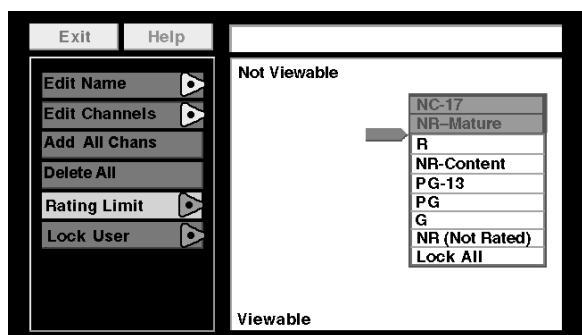 Exit
Help
Edit Name
Edit Channels
Add All Chans
Delete All
Rating Limit
Lock User
Not Viewable
NC-17
NR–Mature
R
NR-Content
PG-13
PG
G
NR (Not Rated)
Lock All
Viewable